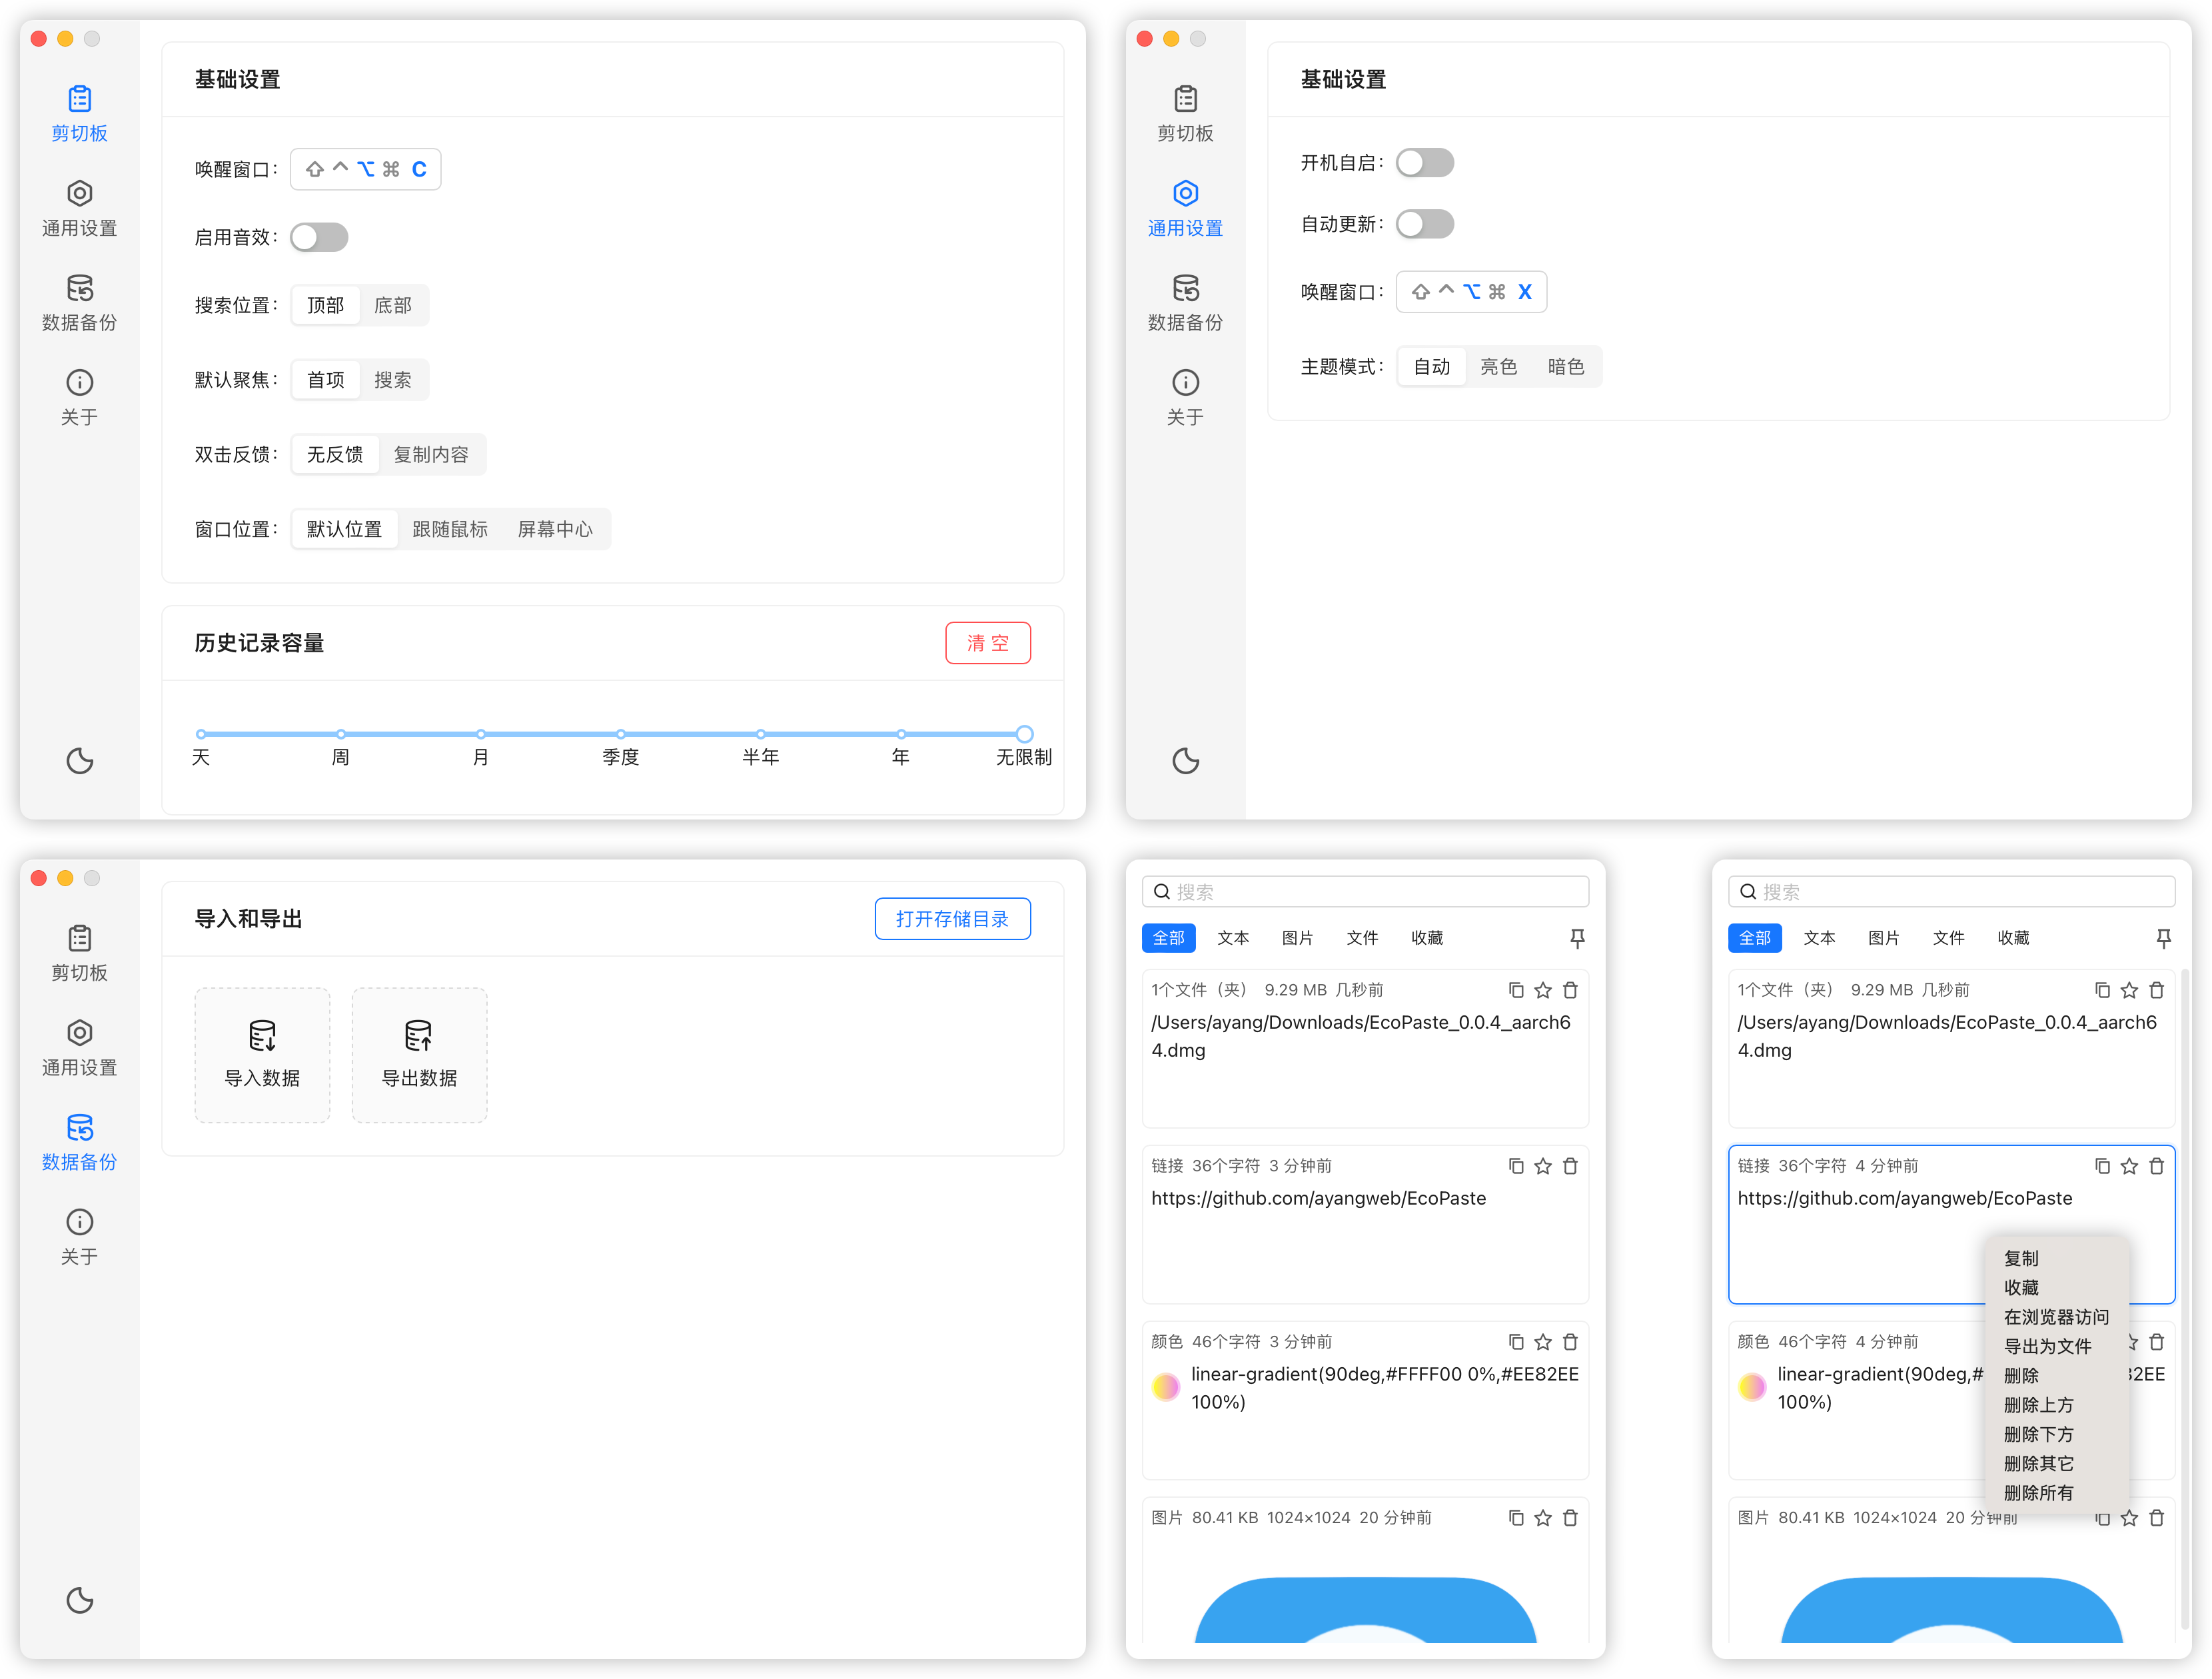 剪切板
通用设置
数据备份
关于
基础设置
唤醒窗口： ⇧ ⌃ ⌥ ⌘ C
启用音效：
搜索位置： 顶部 底部
默认聚焦： 首项 搜索
双击反馈： 无反馈 复制内容
窗口位置： 默认位置 跟随鼠标 屏幕中心
历史记录容量 清 空
天 周 月 季度 半年 年 无限制
剪切板
通用设置
数据备份
关于
基础设置
开机自启：
自动更新：
唤醒窗口： ⇧ ⌃ ⌥ ⌘ X
主题模式： 自动 亮色 暗色
剪切板
通用设置
数据备份
关于
导入和导出 打开存储目录
导入数据 导出数据
搜索
全部 文本 图片 文件 收藏
1个文件（夹） 9.29 MB 几秒前
/Users/ayang/Downloads/EcoPaste_0.0.4_aarch6
4.dmg
链接 36个字符 3 分钟前
https://github.com/ayangweb/EcoPaste
颜色 46个字符 3 分钟前
linear-gradient(90deg,#FFFF00 0%,#EE82EE
100%)
图片 80.41 KB 1024×1024 20 分钟前
搜索
全部 文本 图片 文件 收藏
1个文件（夹） 9.29 MB 几秒前
/Users/ayang/Downloads/EcoPaste_0.0.4_aarch6
4.dmg
链接 36个字符 4 分钟前
https://github.com/ayangweb/EcoPaste
颜色 46个字符 4 分钟前
linear-gradient(90deg,# 82EE
100%)
图片 80.41 KB 1024×1024 20 分钟前
复制
收藏
在浏览器访问
导出为文件
删除
删除上方
删除下方
删除其它
删除所有